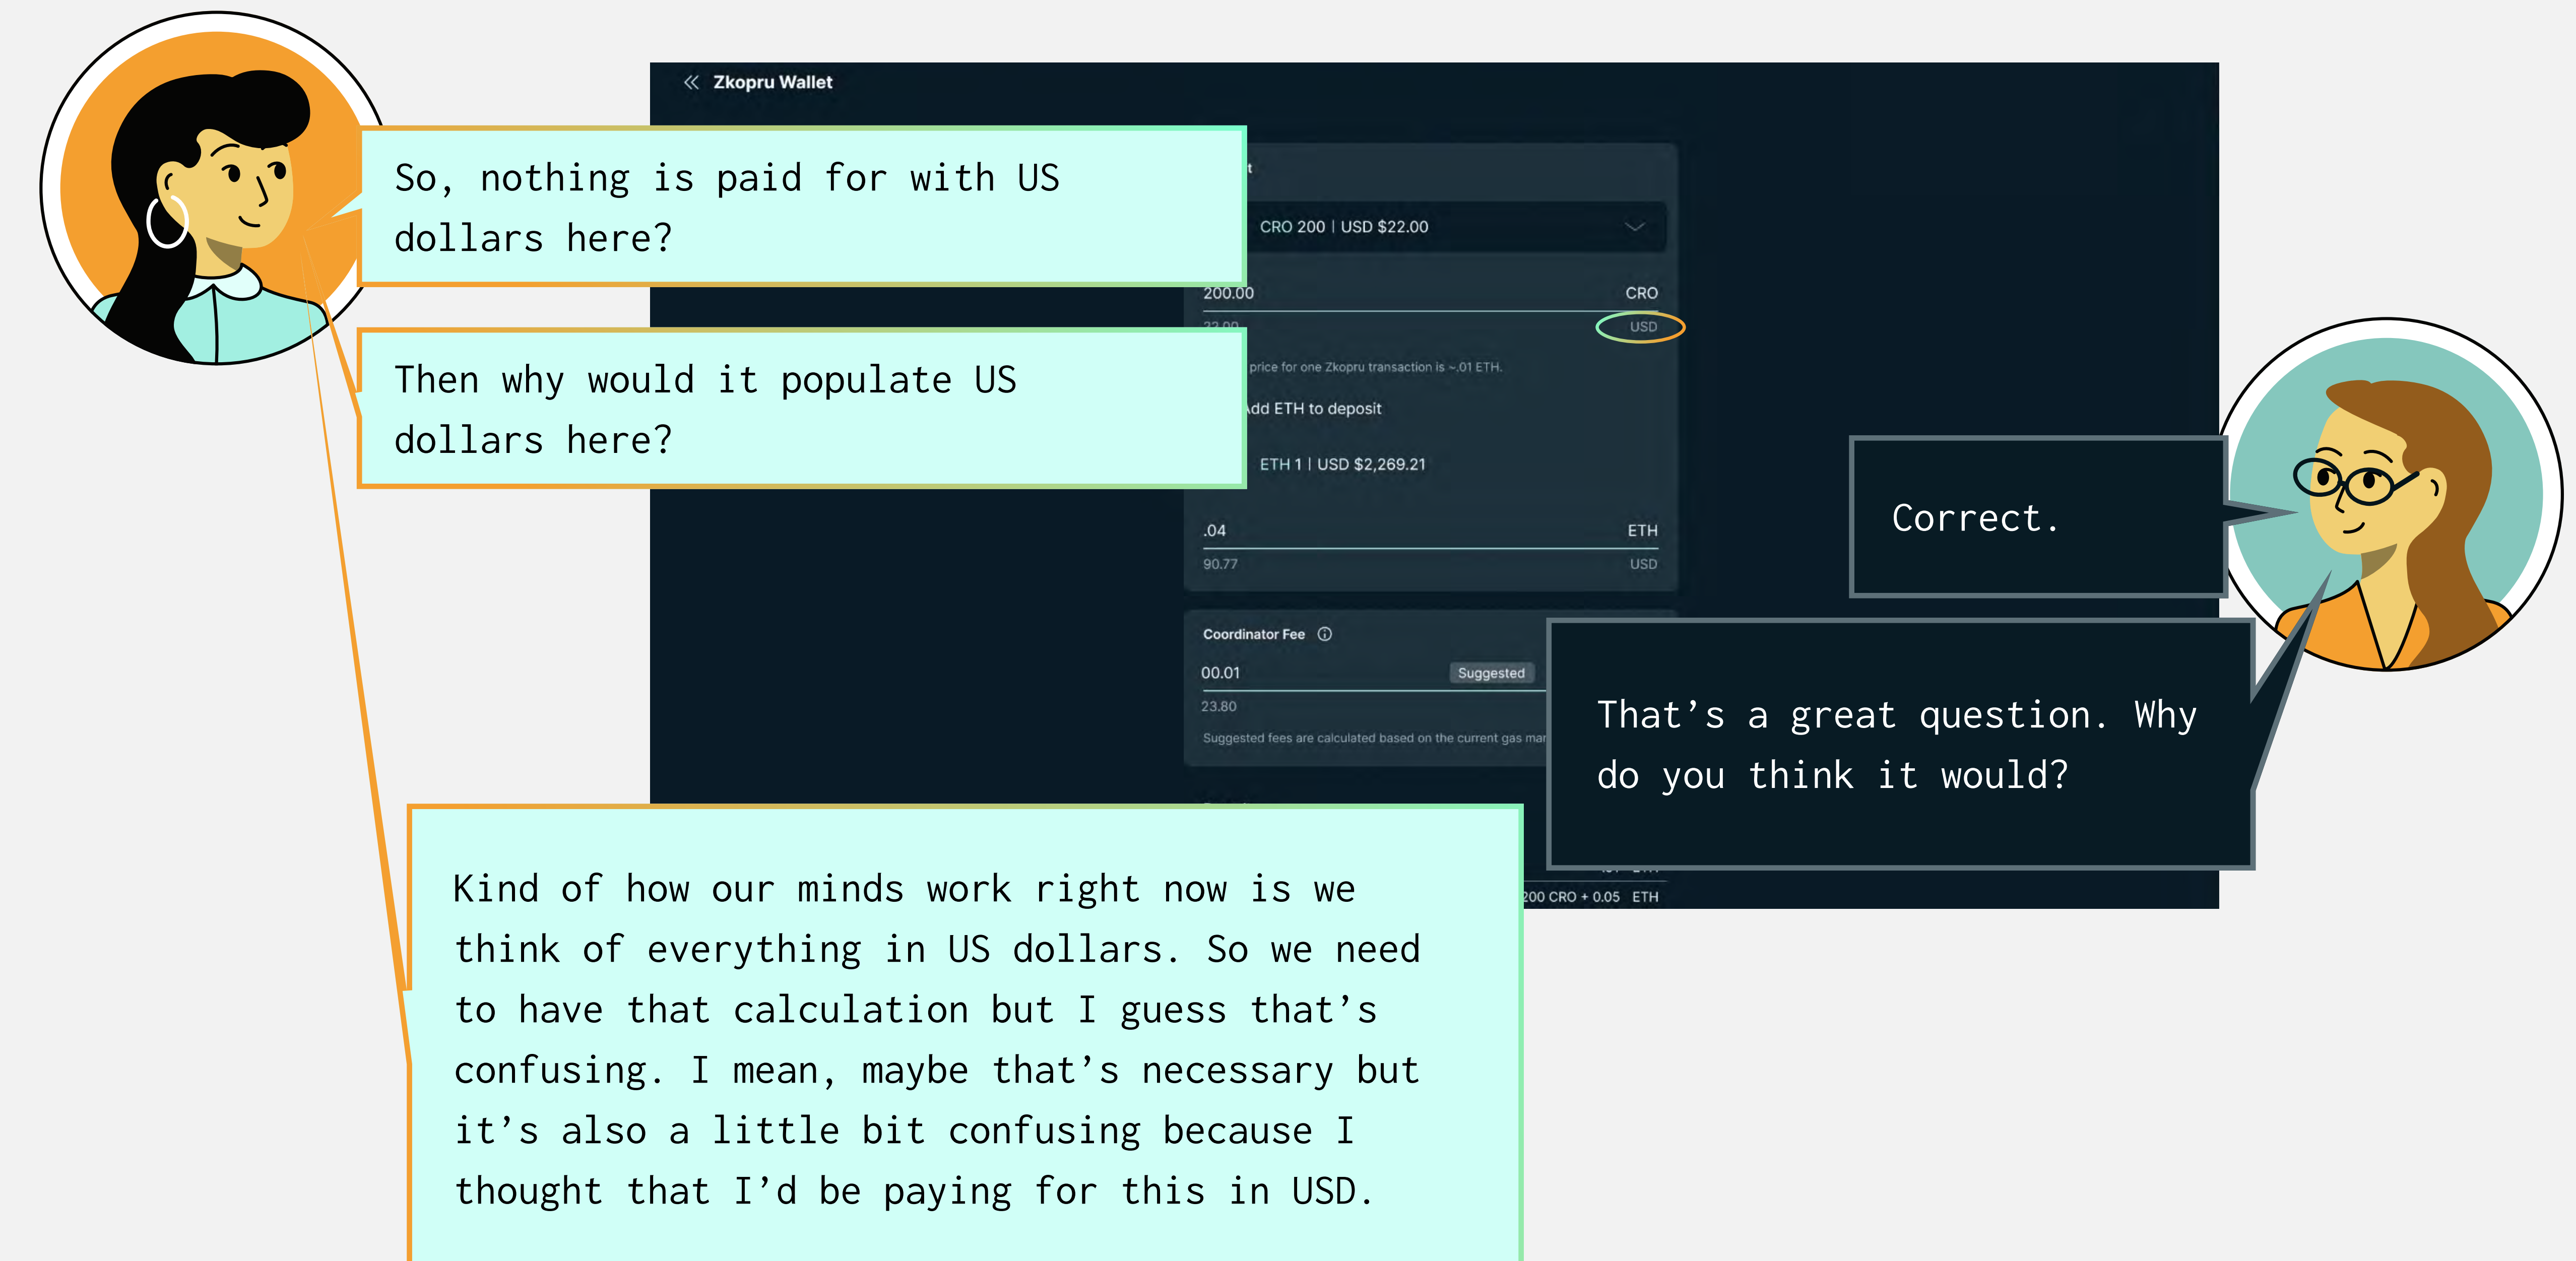 Zkopru Wallet
So, nothing is paid for with US
dollars here?
Then why would it populate US
dollars here?
CRO 200 | USD $22.00
200.00 CRO
22.00 USD
price for one Zkopru transaction is ~.01 ETH.
Add ETH to deposit
ETH 1 | USD $2,269.21
.04 ETH
90.77 USD
Correct.
Coordinator Fee
00.01 Suggested
23.80
Suggested fees are calculated based on the current gas
That’s a great question. Why
do you think it would?
Kind of how our minds work right now is we
think of everything in US dollars. So we need
to have that calculation but I guess that’s
confusing. I mean, maybe that’s necessary but
it’s also a little bit confusing because I
thought that I’d be paying for this in USD.
200 CRO + 0.05 ETH